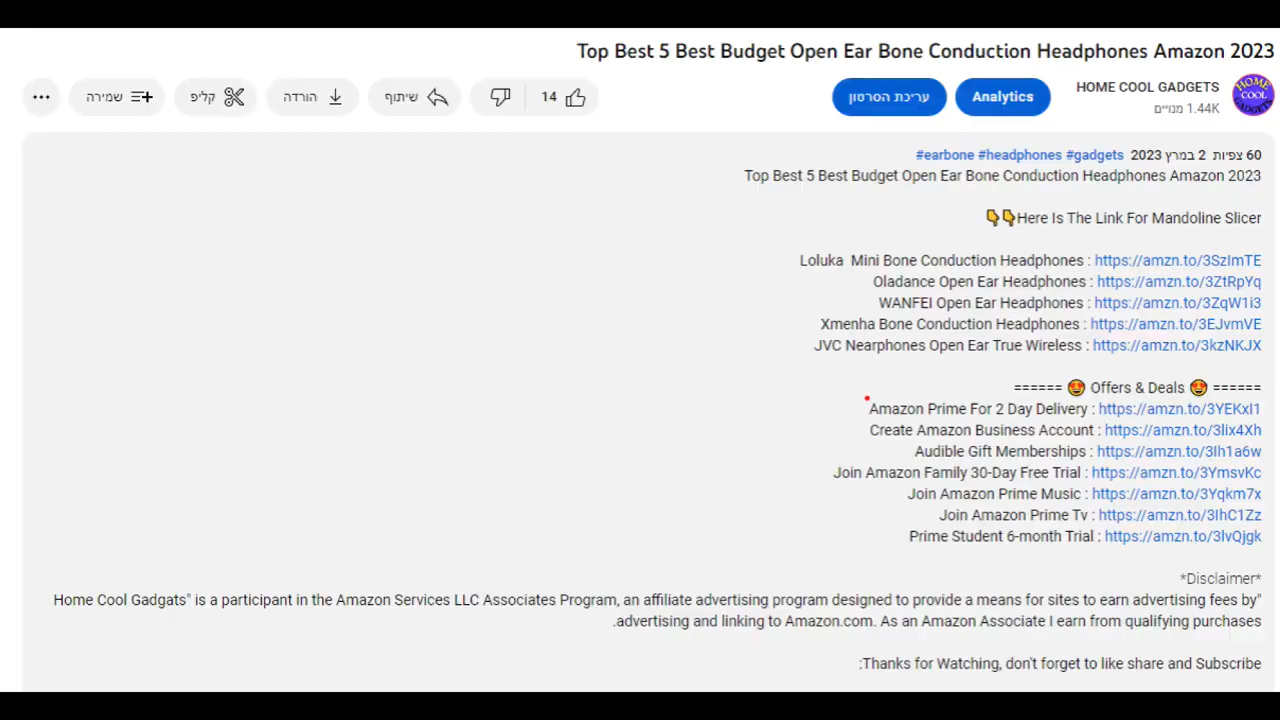 Top Best 5 Best Budget Open Ear Bone Conduction Headphones Amazon 2023
HOME COOL GADGETS
HOME COOL GADGETS
1.44K מנויים
Analytics
עריכת הסרטון
14
שיתוף
הורדה
קליפ
שמירה
60 צפיות 2 במרץ 2023 #earbone #headphones #gadgets
Top Best 5 Best Budget Open Ear Bone Conduction Headphones Amazon 2023
👇👇Here Is The Link For Mandoline Slicer
Loluka Mini Bone Conduction Headphones : https://amzn.to/3SzImTE
Oladance Open Ear Headphones : https://amzn.to/3ZtRpYq
WANFEI Open Ear Headphones : https://amzn.to/3ZqW1i3
Xmenha Bone Conduction Headphones : https://amzn.to/3EJvmVE
JVC Nearphones Open Ear True Wireless : https://amzn.to/3kzNKJX
====== 🤩 Offers & Deals 🤩 ======
Amazon Prime For 2 Day Delivery : https://amzn.to/3YEKxI1
Create Amazon Business Account : https://amzn.to/3lix4Xh
Audible Gift Memberships : https://amzn.to/3Ih1a6w
Join Amazon Family 30-Day Free Trial : https://amzn.to/3YmsvKc
Join Amazon Prime Music : https://amzn.to/3Yqkm7x
Join Amazon Prime Tv : https://amzn.to/3IhC1Zz
Prime Student 6-month Trial : https://amzn.to/3lvQjgk
*Disclaimer*
Home Cool Gadgats" is a participant in the Amazon Services LLC Associates Program, an affiliate advertising program designed to provide a means for sites to earn advertising fees by"
.advertising and linking to Amazon.com. As an Amazon Associate I earn from qualifying purchases
:Thanks for Watching, don't forget to like share and Subscribe